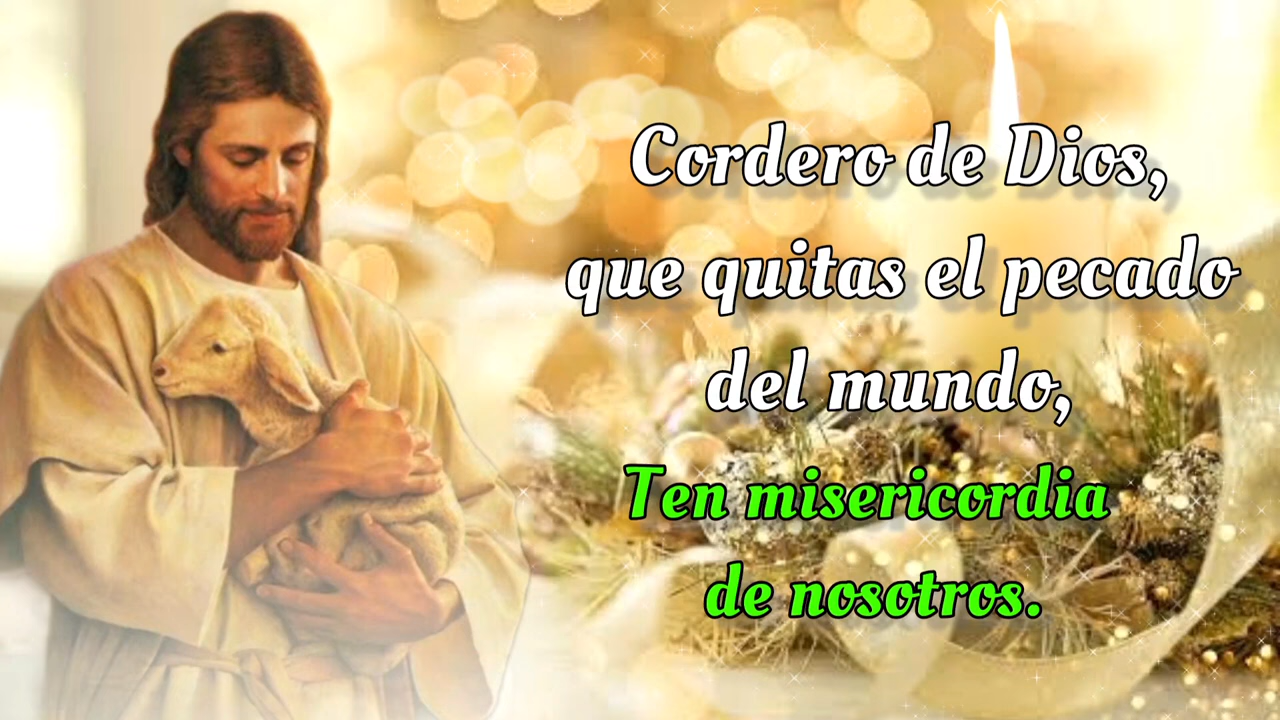 Cordero de Dios,
que quitas el pecado
del mundo,
Ten misericordia
de nosotros.